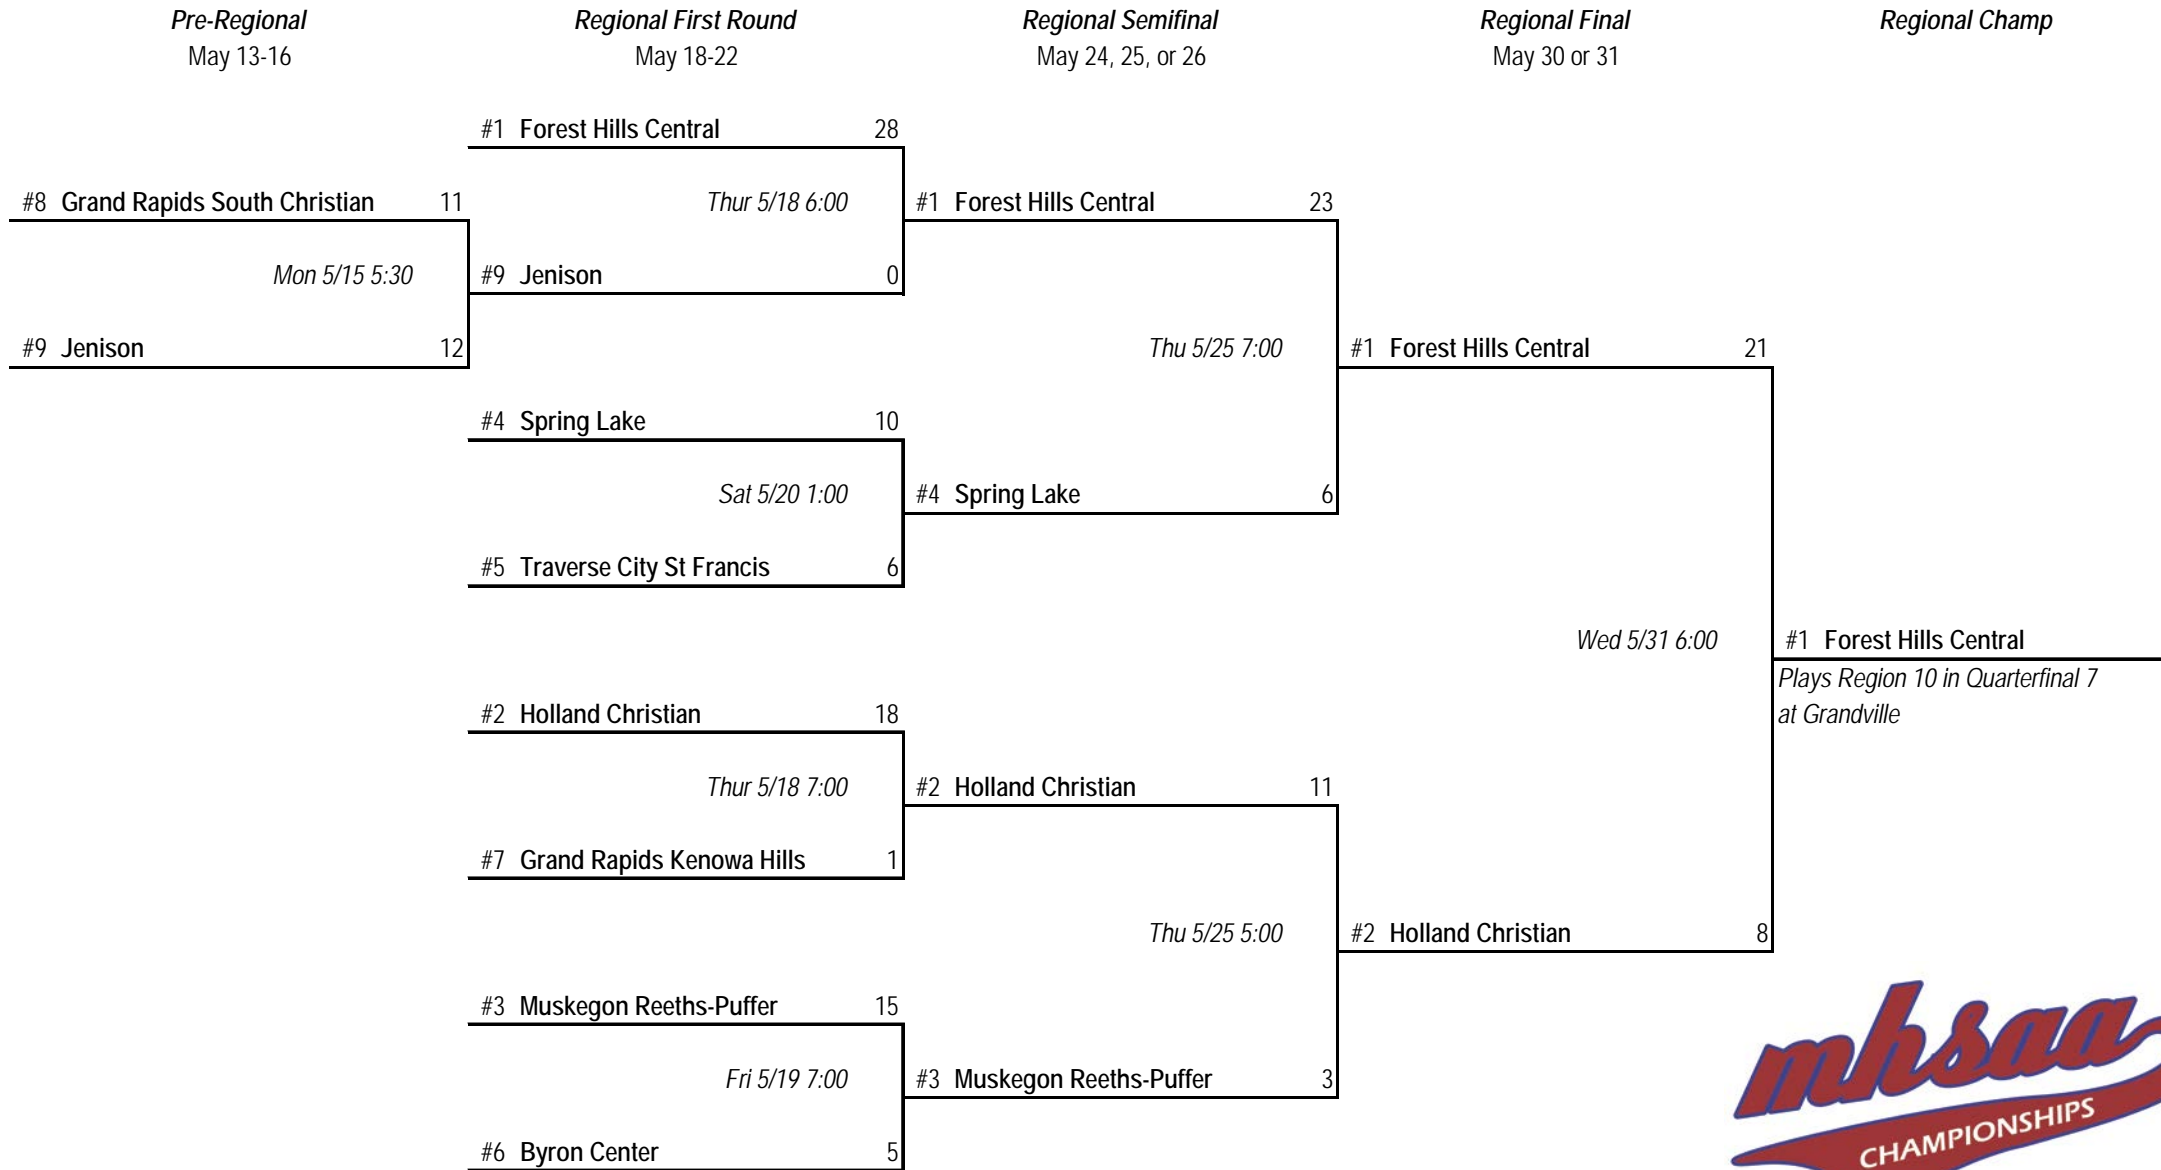 Pre-Regional Regional First Round Regional Semifinal Regional Final Regional Champ
May 13-16 May 18-22 May 24, 25, or 26 May 30 or 31
#1 Forest Hills Central 28
#8 Grand Rapids South Christian 11 Thur 5/18 6:00 #1 Forest Hills Central 23
Mon 5/15 5:30 #9 Jenison 0
#9 Jenison 12 Thu 5/25 7:00 #1 Forest Hills Central 21
#4 Spring Lake 10
Sat 5/20 1:00 #4 Spring Lake 6
#5 Traverse City St Francis 6
Wed 5/31 6:00 #1 Forest Hills Central
Plays Region 10 in Quarterfinal 7
#2 Holland Christian 18 at Grandville
Thur 5/18 7:00 #2 Holland Christian 11
#7 Grand Rapids Kenowa Hills 1
Thu 5/25 5:00 #2 Holland Christian 8
#3 Muskegon Reeths-Puffer 15
Fri 5/19 7:00 #3 Muskegon Reeths-Puffer 3
#6 Byron Center 5
mhsaa
CHAMPIONSHIPS